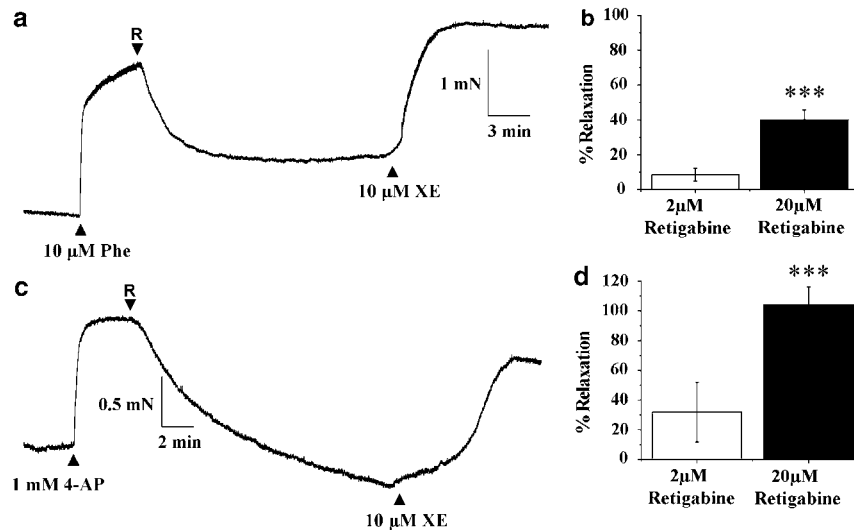 a
R
1 mN
3 min
10 µM XE
10 µM Phe
b
% Relaxation
100
80
60
40
20
0
***
2µM
Retigabine
20µM
Retigabine
c
R
0.5 mN
2 min
1 mM 4-AP
10 µM XE
d
% Relaxation
120
100
80
60
40
20
0
***
2µM
Retigabine
20µM
Retigabine